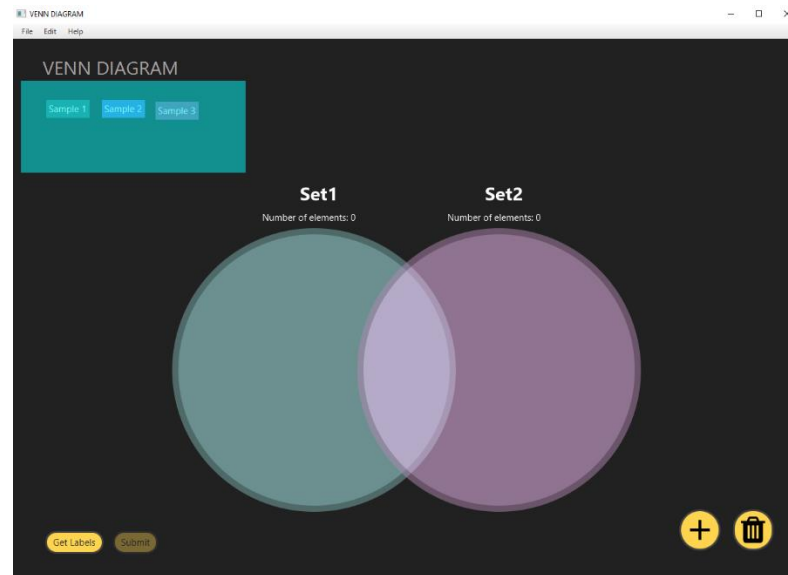 VENN DIAGRAM
File Edit Help
VENN DIAGRAM
Sample 1 Sample 2 Sample 3
Set1 Set2
Number of elements: 0 Number of elements: 0
Get Labels Submit